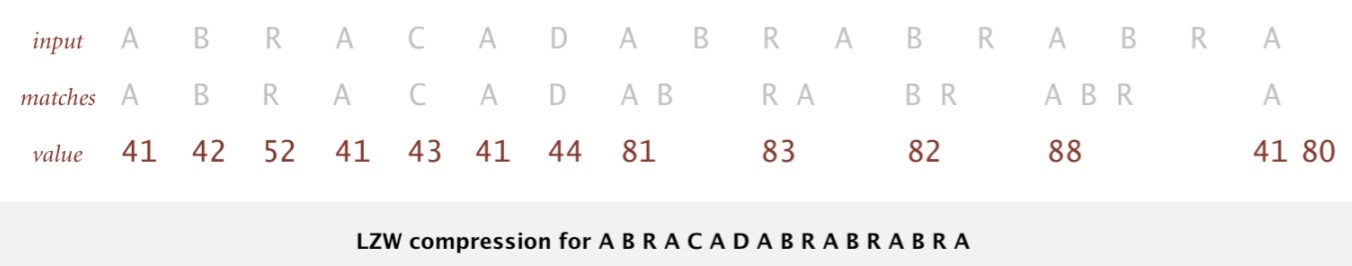 input A B R A C A D A B R A B R A B R A
matches A B R A C A D A B R A B R A B R A
value 41 42 52 41 43 41 44 81 83 82 88 41 80
LZW compression for A B R A C A D A B R A B R A B R A